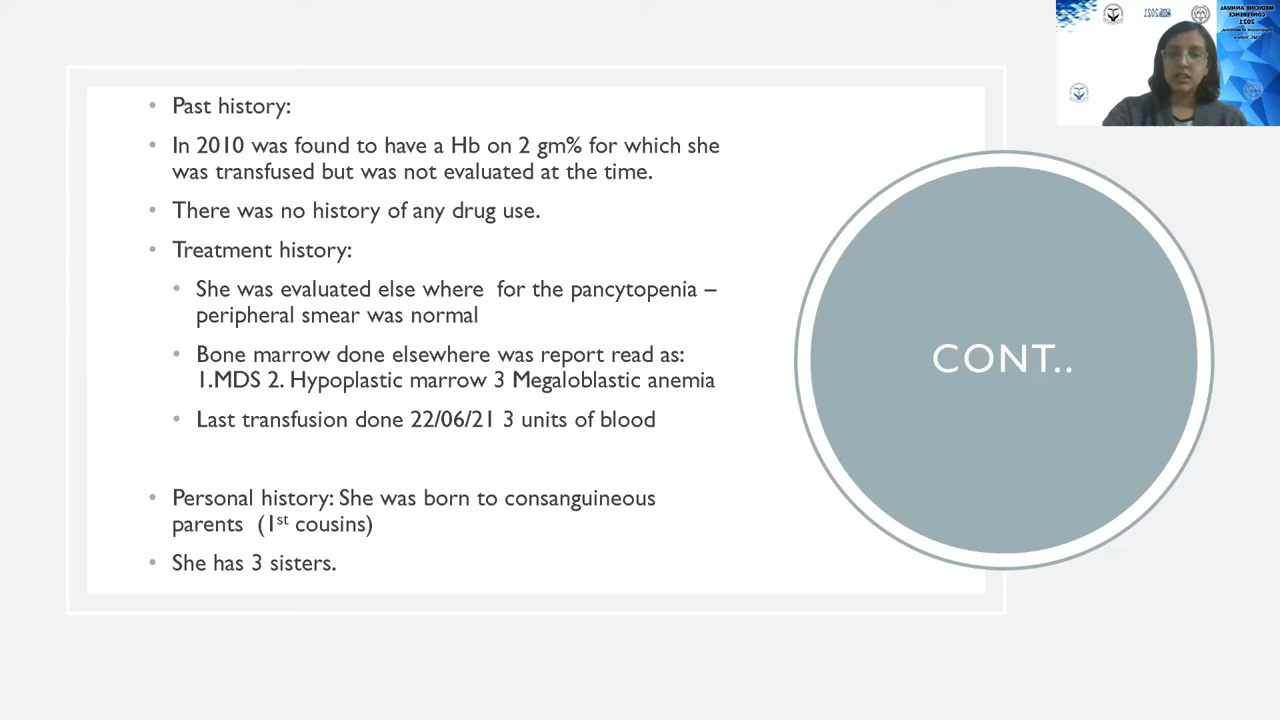 Past history:
In 2010 was found to have a Hb on 2 gm% for which she
was transfused but was not evaluated at the time.
There was no history of any drug use.
Treatment history:
She was evaluated else where for the pancytopenia –
peripheral smear was normal
Bone marrow done elsewhere was report read as:
1.MDS 2. Hypoplastic marrow 3 Megaloblastic anemia
Last transfusion done 22/06/21 3 units of blood
Personal history: She was born to consanguineous
parents (1st cousins)
She has 3 sisters.
CONT..
MEDICINE ANNUAL
CONFERENCE
2021